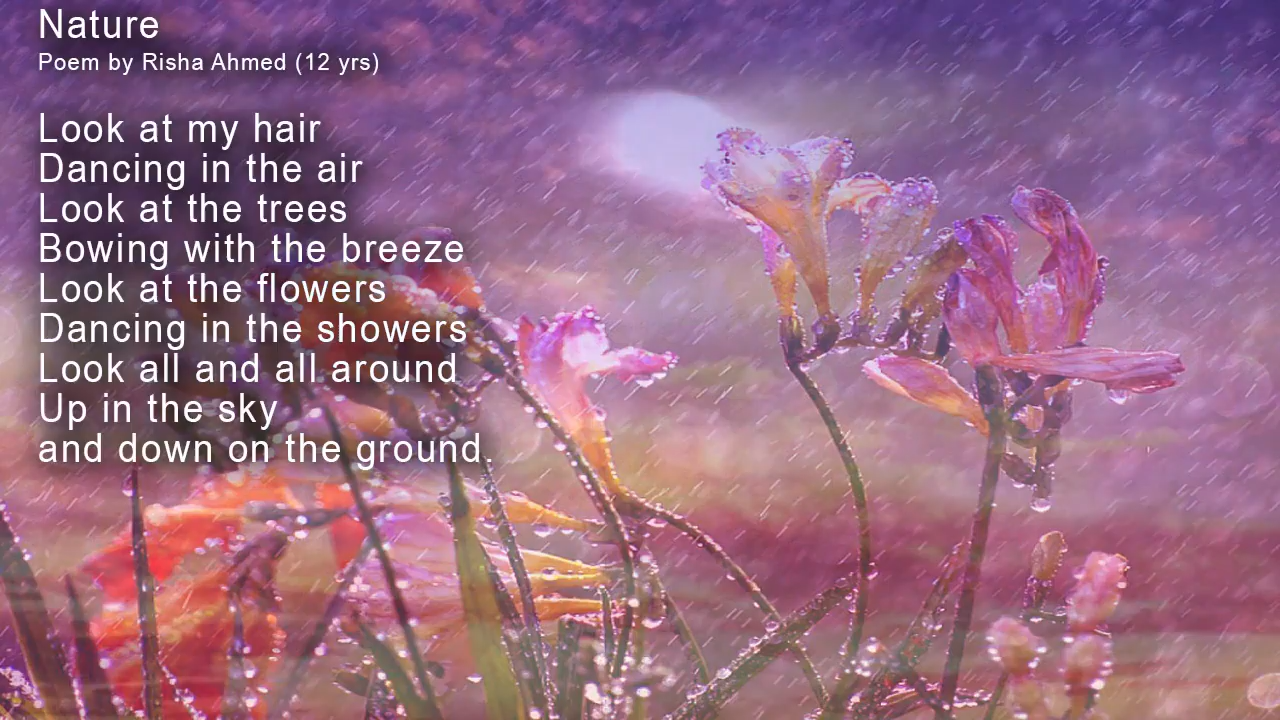 Nature
Poem by Risha Ahmed (12 yrs)
Look at my hair
Dancing in the air
Look at the trees
Bowing with the breeze
Look at the flowers
Dancing in the showers
Look all and all around
Up in the sky
and down on the ground.